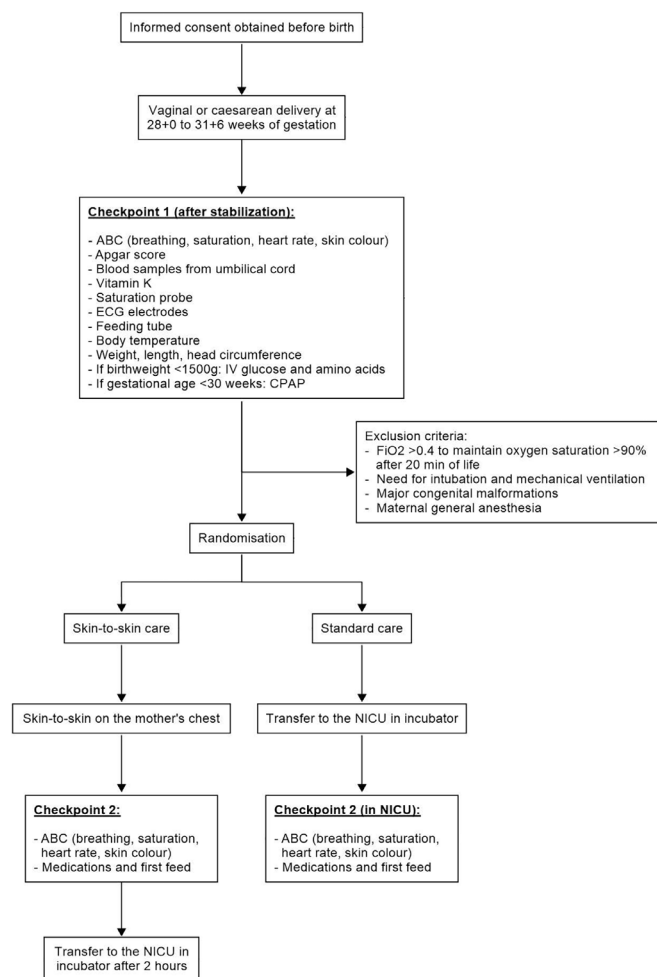 Informed consent obtained before birth
Vaginal or caesarean delivery at
28+0 to 31+6 weeks of gestation
Checkpoint 1 (after stabilization):
- ABC (breathing, saturation, heart rate, skin colour)
- Apgar score
- Blood samples from umbilical cord
- Vitamin K
- Saturation probe
- ECG electrodes
- Feeding tube
- Body temperature
- Weight, length, head circumference
- If birthweight <1500g: IV glucose and amino acids
- If gestational age <30 weeks: CPAP
Exclusion criteria:
- FiO2 >0.4 to maintain oxygen saturation >90%
after 20 min of life
- Need for intubation and mechanical ventilation
- Major congenital malformations
- Maternal general anesthesia
Randomisation
Skin-to-skin care
Standard care
Skin-to-skin on the mother's chest
Transfer to the NICU in incubator
Checkpoint 2:
- ABC (breathing, saturation,
heart rate, skin colour)
- Medications and first feed
Checkpoint 2 (in NICU):
- ABC (breathing, saturation,
heart rate, skin colour)
- Medications and first feed
Transfer to the NICU in
incubator after 2 hours